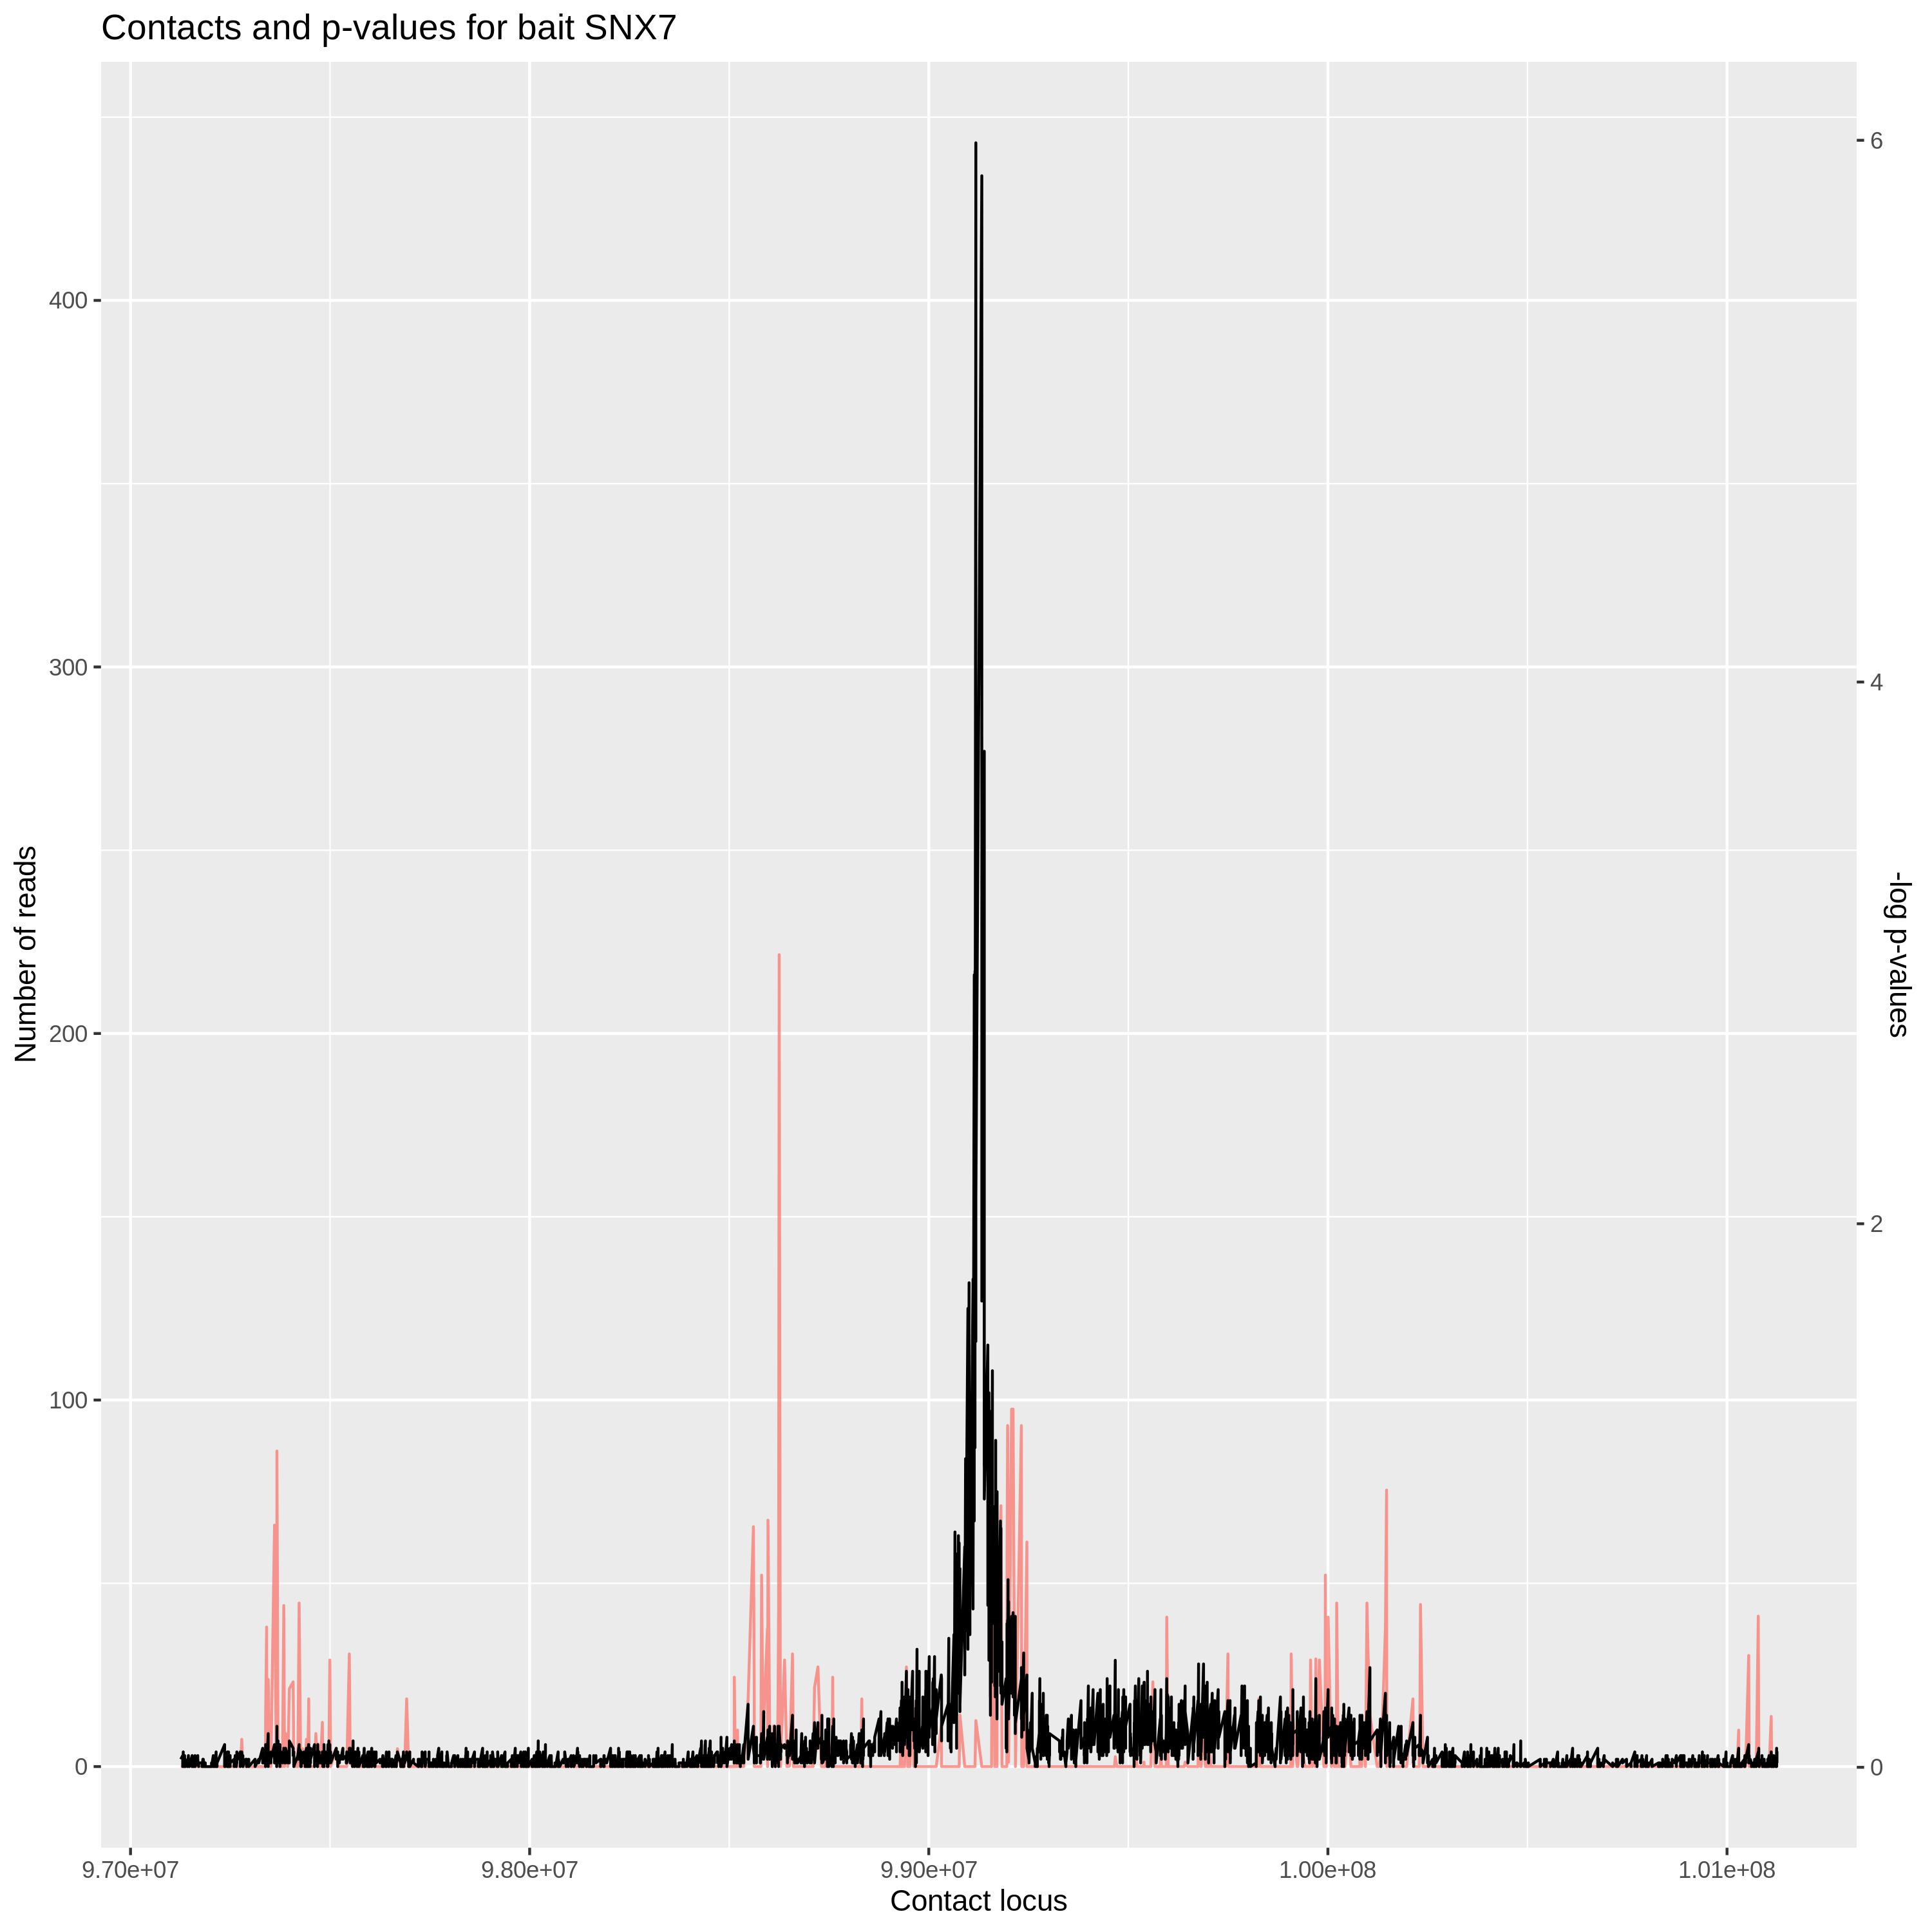 Contacts and p-values for bait SNX7
Number of reads
400
300
200
100
0
6
4
2
0
-log p-values
9.70e+07
9.80e+07
9.90e+07
1.00e+08
1.01e+08
Contact locus